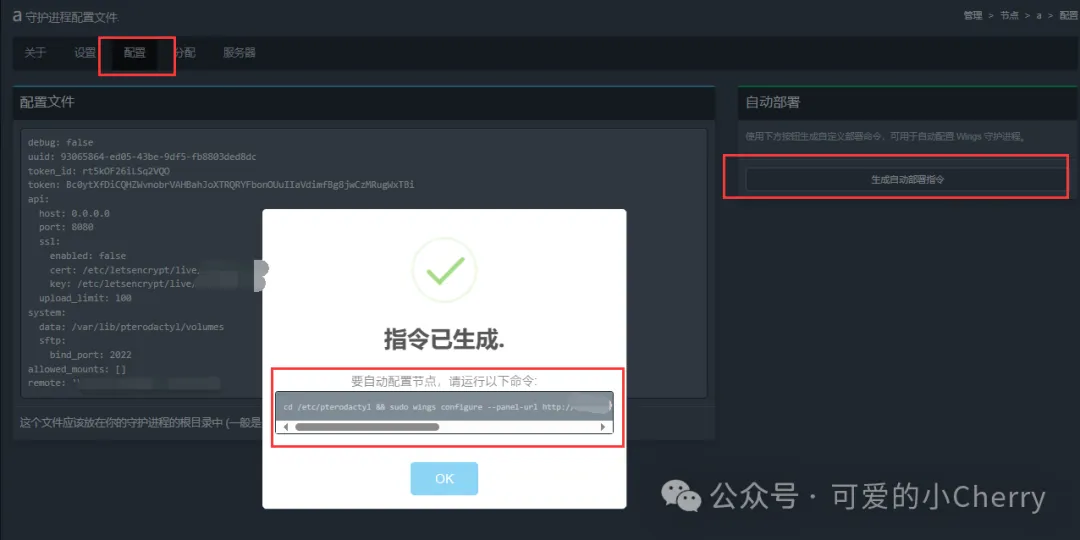 a 守护进程配置文件
管理 > 节点 > a > 配置
关于 设置 配置 分配 服务器
配置文件
debug: false
uuid: 93065864-ed05-43be-9df5-fb8803ded8dc
token_id: rt5kOF26iLSq2VQO
token: Bc0ytXfDiCQHZWvnobrVAHBahJoXTRQRYFbonOUuIIaVdimfBg8jwCzMRugWxTBi
api:
host: 0.0.0.0
port: 8080
ssl:
enabled: false
cert: /etc/letsencrypt/live/
key: /etc/letsencrypt/live/
upload_limit: 100
system:
data: /var/lib/pterodactyl/volumes
sftp:
bind_port: 2022
allowed_mounts: []
remote: '
这个文件应该放在你的守护进程的根目录中 (一般是
自动部署
使用下方按钮生成自定义部署命令，可用于自动配置 Wings 守护进程。
生成自动部署指令
指令已生成.
要自动配置节点，请运行以下命令:
cd /etc/pterodactyl && sudo wings configure --panel-url http:/
OK
公众号 · 可爱的小Cherry